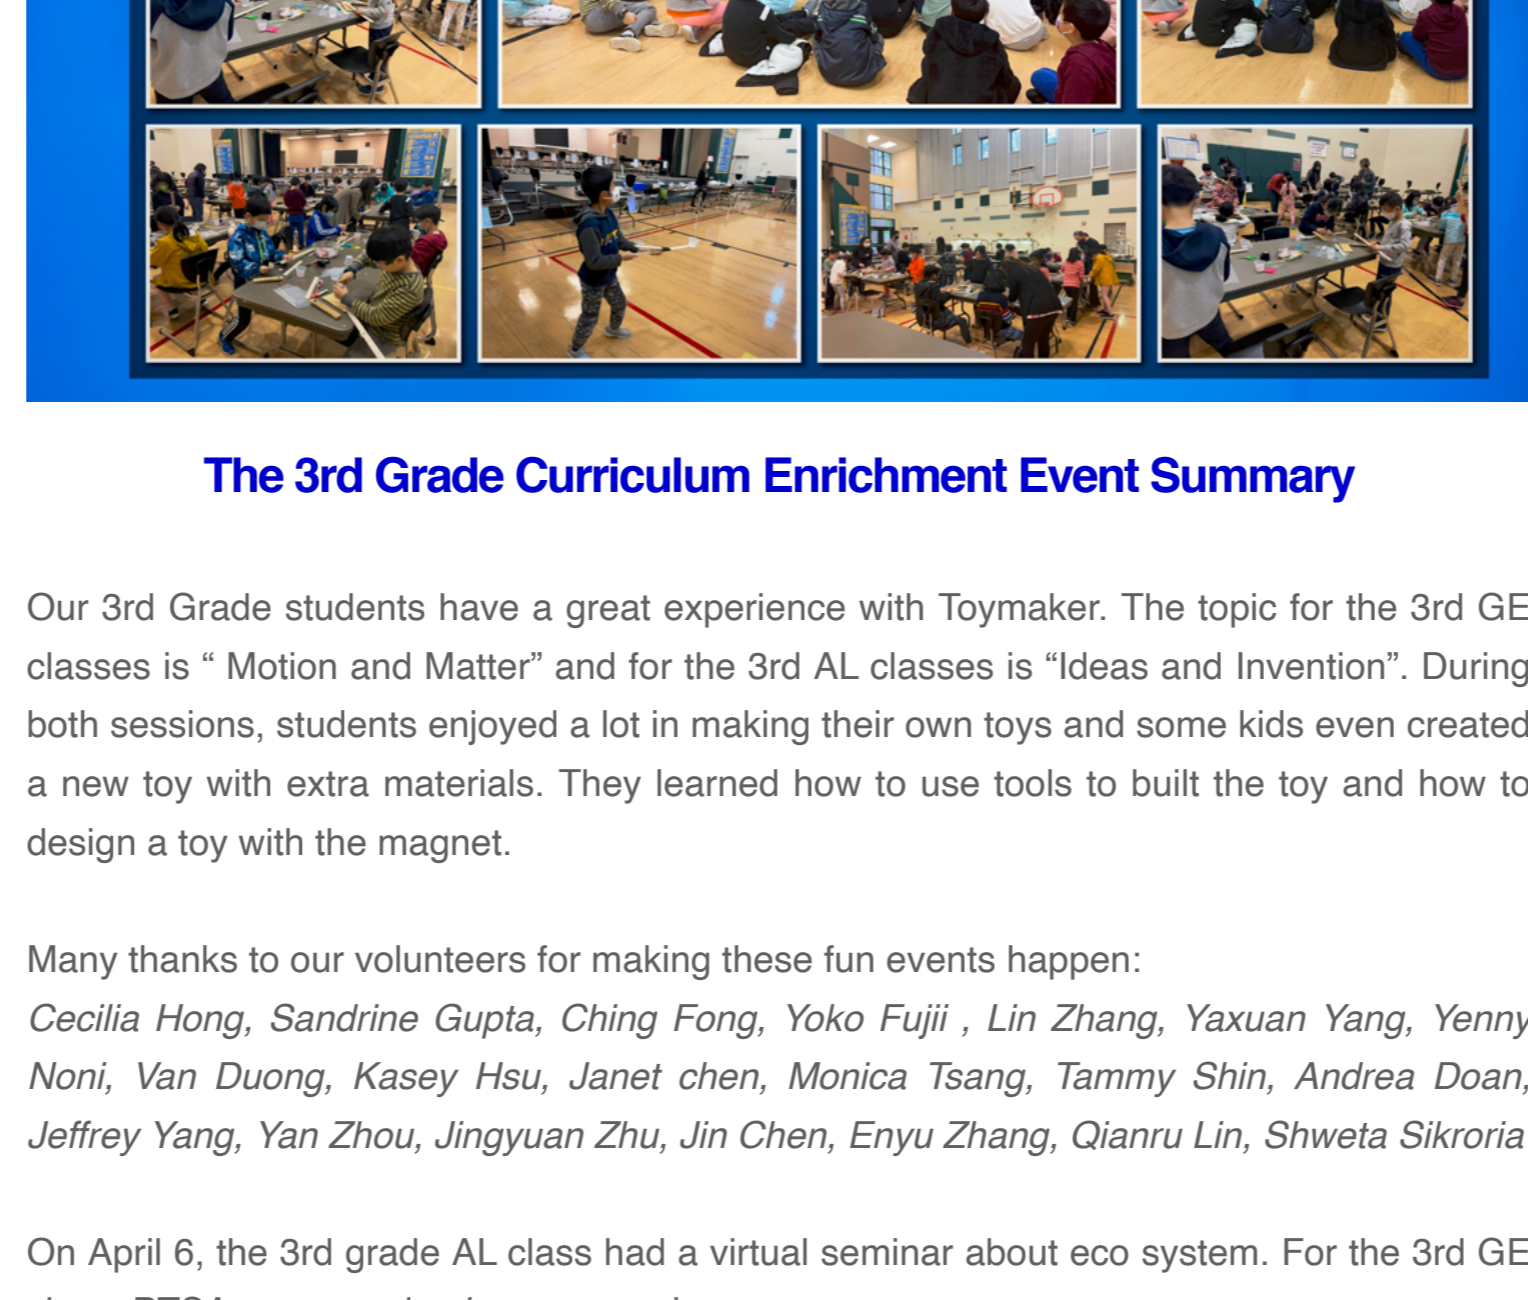 The 3rd Grade Curriculum Enrichment Event Summary
Our 3rd Grade students have a great experience with Toymaker. The topic for the 3rd GE
classes is “ Motion and Matter” and for the 3rd AL classes is “Ideas and Invention”. During
both sessions, students enjoyed a lot in making their own toys and some kids even created
a new toy with extra materials. They learned how to use tools to built the toy and how to
design a toy with the magnet.
Many thanks to our volunteers for making these fun events happen:
Cecilia Hong, Sandrine Gupta, Ching Fong, Yoko Fujii , Lin Zhang, Yaxuan Yang, Yenny
Noni, Van Duong, Kasey Hsu, Janet chen, Monica Tsang, Tammy Shin, Andrea Doan,
Jeffrey Yang, Yan Zhou, Jingyuan Zhu, Jin Chen, Enyu Zhang, Qianru Lin, Shweta Sikroria
On April 6, the 3rd grade AL class had a virtual seminar about eco system. For the 3rd GE